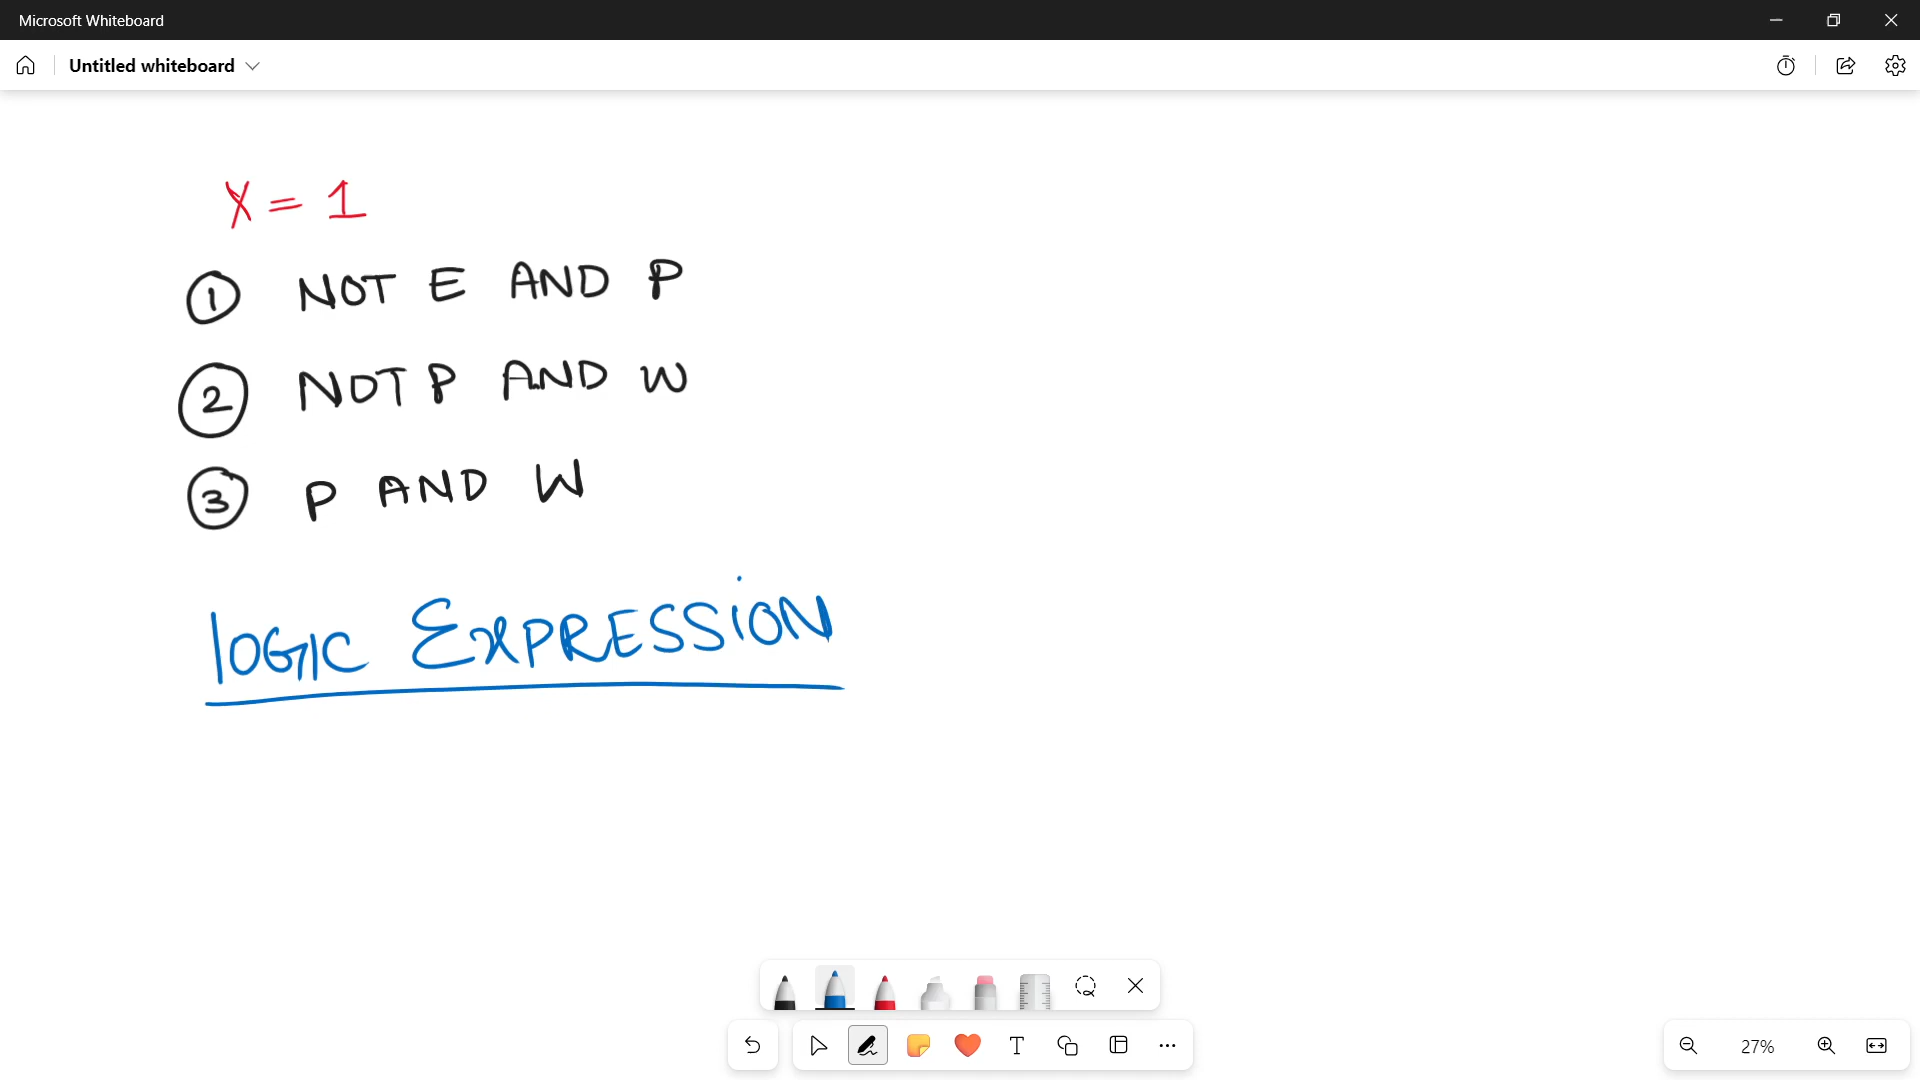 Microsoft Whiteboard
Untitled whiteboard
X = 1
1 NOT E AND P
2 NOT P AND W
3 P AND W
LOGIC EXPRESSION
27%